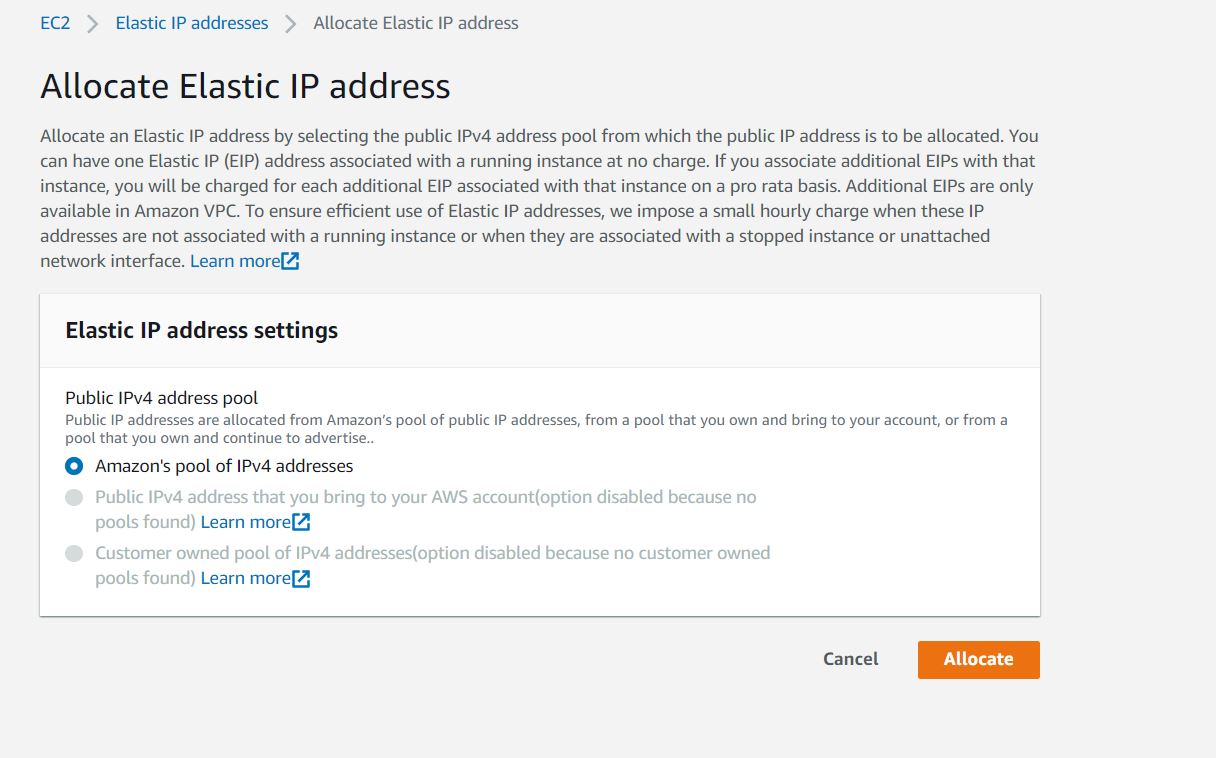 EC2 > Elastic IP addresses > Allocate Elastic IP address
Allocate Elastic IP address
Allocate an Elastic IP address by selecting the public IPv4 address pool from which the public IP address is to be allocated. You
can have one Elastic IP (EIP) address associated with a running instance at no charge. If you associate additional EIPs with that
instance, you will be charged for each additional EIP associated with that instance on a pro rata basis. Additional EIPs are only
available in Amazon VPC. To ensure efficient use of Elastic IP addresses, we impose a small hourly charge when these IP
addresses are not associated with a running instance or when they are associated with a stopped instance or unattached
network interface. Learn more
Elastic IP address settings
Public IPv4 address pool
Public IP addresses are allocated from Amazon's pool of public IP addresses, from a pool that you own and bring to your account, or from a
pool that you own and continue to advertise..
Amazon's pool of IPv4 addresses
Public IPv4 address that you bring to your AWS account(option disabled because no
pools found) Learn more
Customer owned pool of IPv4 addresses(option disabled because no customer owned
pools found) Learn more
Cancel Allocate